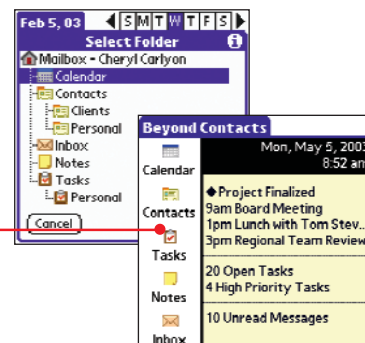 Feb 5, 03 S M T W T F S
Select Folder
Mailbox - Cheryl Carlyon
Calendar
Contacts
Clients
Personal
Inbox
Notes
Tasks
Personal
Cancel
Beyond Contacts
Calendar
Contacts
Tasks
Notes
Inbox
Mon, May 5, 2003
8:52 am
Project Finalized
9am Board Meeting
1pm Lunch with Tom Stev..
3pm Regional Team Review
20 Open Tasks
4 High Priority Tasks
10 Unread Messages